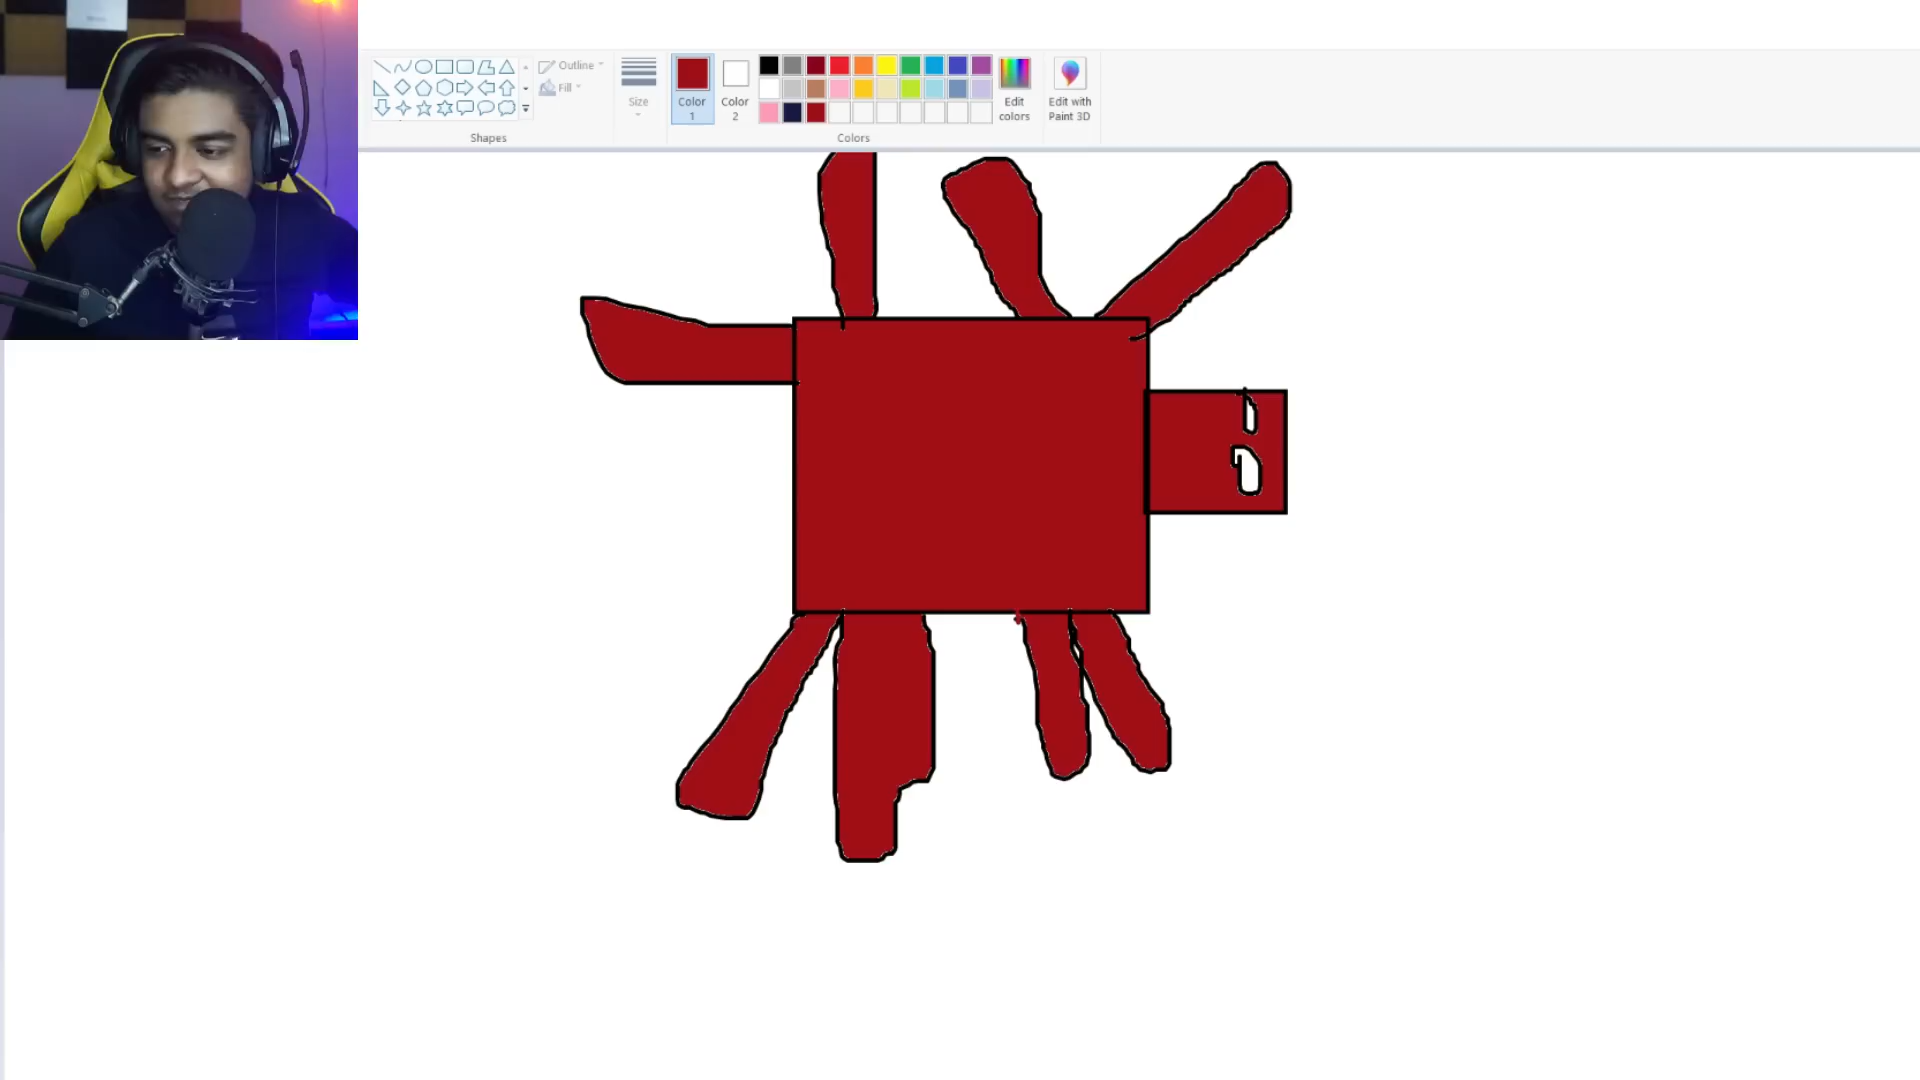 Outline
Fill
Size
Color
1
Color
2
Edit
colors
Edit with
Paint 3D
Shapes
Colors